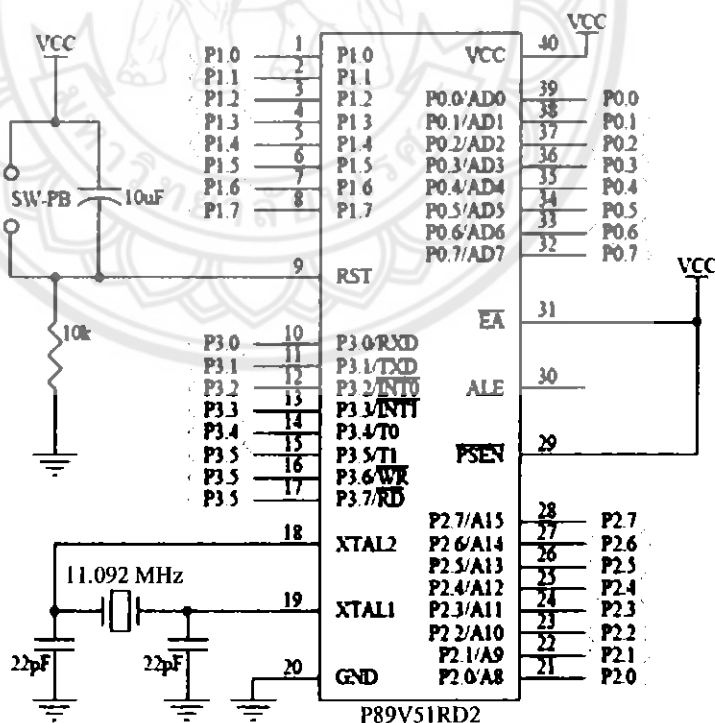 VCC
VCC
P1.0 1 P1.0 VCC 40
P1.1 2 P1.1
P1.2 3 P1.2 P0.0/AD0 39 P0.0
P1.3 4 P1.3 P0.1/AD1 38 P0.1
P1.4 5 P1.4 P0.2/AD2 37 P0.2
P1.5 6 P1.5 P0.3/AD3 36 P0.3
P1.6 7 P1.6 P0.4/AD4 35 P0.4
P1.7 8 P1.7 P0.5/AD5 34 P0.5
P0.6/AD6 33 P0.6
P0.7/AD7 32 P0.7
SW-PB 10uF
9 RST
VCC
EA 31
10k
P3.0 10 P3.0/RXD
P3.1 11 P3.1/TXD
P3.2 12 P3.2/INT0 ALE 30
P3.3 13 P3.3/INT1
P3.4 14 P3.4/T0
P3.5 15 P3.5/T1 PSEN 29
P3.5 16 P3.6/WR
P3.5 17 P3.7/RD
P2.7/A15 28 P2.7
18 XTAL2 P2.6/A14 27 P2.6
P2.5/A13 26 P2.5
11.092 MHz
P2.4/A12 25 P2.4
19 XTAL1 P2.3/A11 24 P2.3
P2.2/A10 23 P2.2
22pF 22pF P2.1/A9 22 P2.1
20 GND P2.0/A8 21 P2.0
P89V51RD2